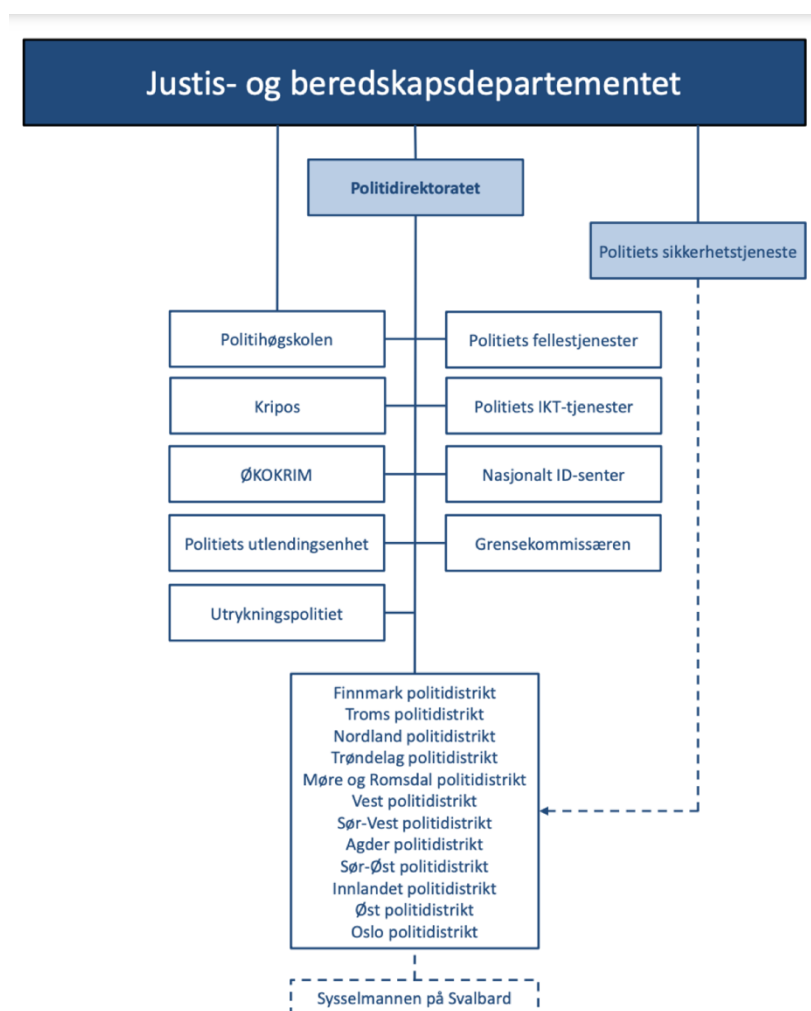 Justis- og beredskapsdepartementet
Politidirektoratet
Politiets sikkerhetstjeneste
Politihøgskolen
Politiets fellestjenester
Kripos
Politiets IKT-tjenester
ØKOKRIM
Nasjonalt ID-senter
Politiets utlendingsenhet
Grensekommissæren
Utrykningspolitiet
Finnmark politidistrikt
Troms politidistrikt
Nordland politidistrikt
Trøndelag politidistrikt
Møre og Romsdal politidistrikt
Vest politidistrikt
Sør-Vest politidistrikt
Agder politidistrikt
Sør-Øst politidistrikt
Innlandet politidistrikt
Øst politidistrikt
Oslo politidistrikt
Sysselmannen på Svalbard